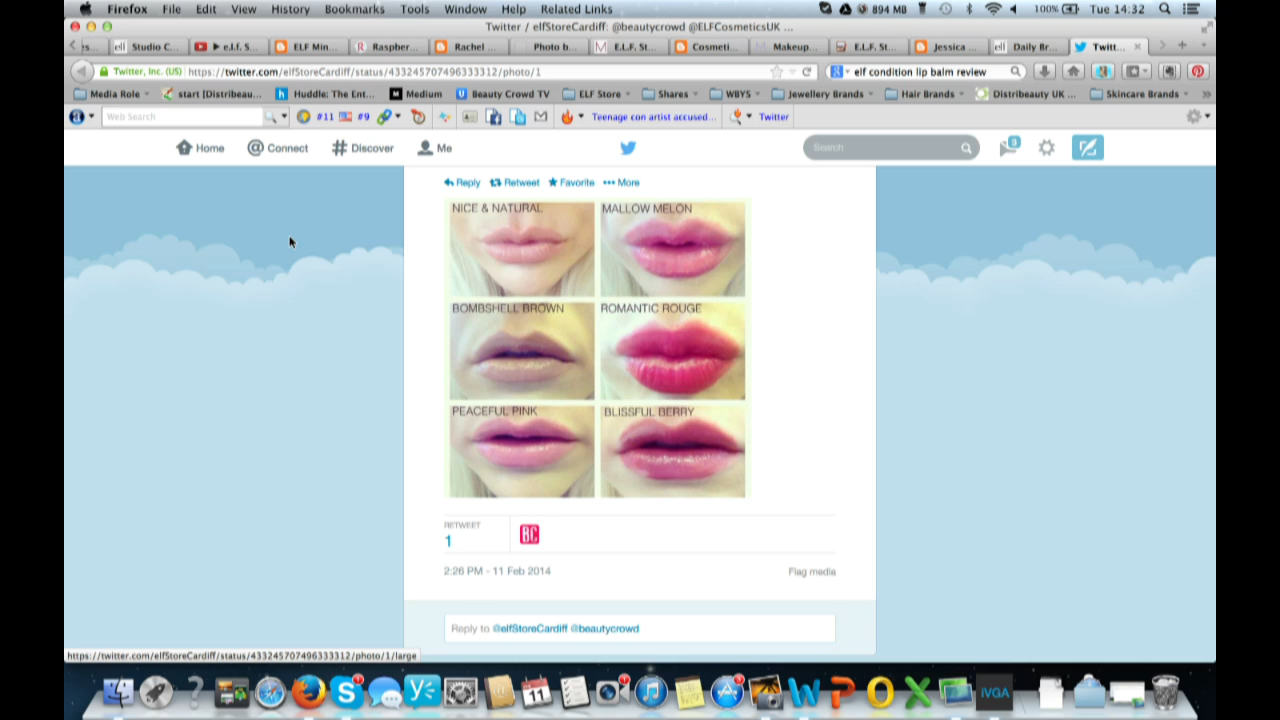 Firefox File Edit View History Bookmarks Tools Window Help Related Links 894 MB 100% Tue 14:32
Twitter / elfStoreCardiff: @beautycrowd @ELFCosmeticsUK ...
s... ell Studio C... e.l.f. S... ELF Min... Raspber... Rachel ... Photo b... E.L.F. St... Cosmeti... Makeup... E.L.F. St... Jessica ... ell Daily Br... Twitt...
Twitter, Inc. (US) https://twitter.com/elfStoreCardiff/status/433245707496333312/photo/1 elf condition lip balm review
Media Role start [Distribeau... Huddle: The Ent... Medium Beauty Crowd TV ELF Store Shares WBYS Jewellery Brands Hair Brands Distribeauty UK ... Skincare Brands
Web Search #11 #9 Teenage con artist accused... Twitter
Home Connect Discover Me Search
Reply Retweet Favorite More
NICE & NATURAL MALLOW MELON
BOMBSHELL BROWN ROMANTIC ROUGE
PEACEFUL PINK BLISSFUL BERRY
RETWEET
1 BC
2:26 PM - 11 Feb 2014 Flag media
Reply to @elfStoreCardiff @beautycrowd
https://twitter.com/elfStoreCardiff/status/433245707496333312/photo/1/large
11 iVGA